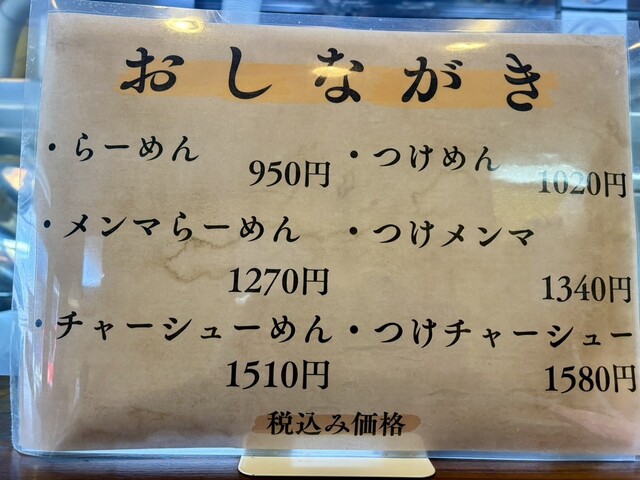 おしながき
・らーめん
950円
・つけめん
1020円
・メンマらーめん
1270円
・つけメンマ
1340円
・チャーシューめん
1510円
・つけチャーシュー
1580円
税込み価格